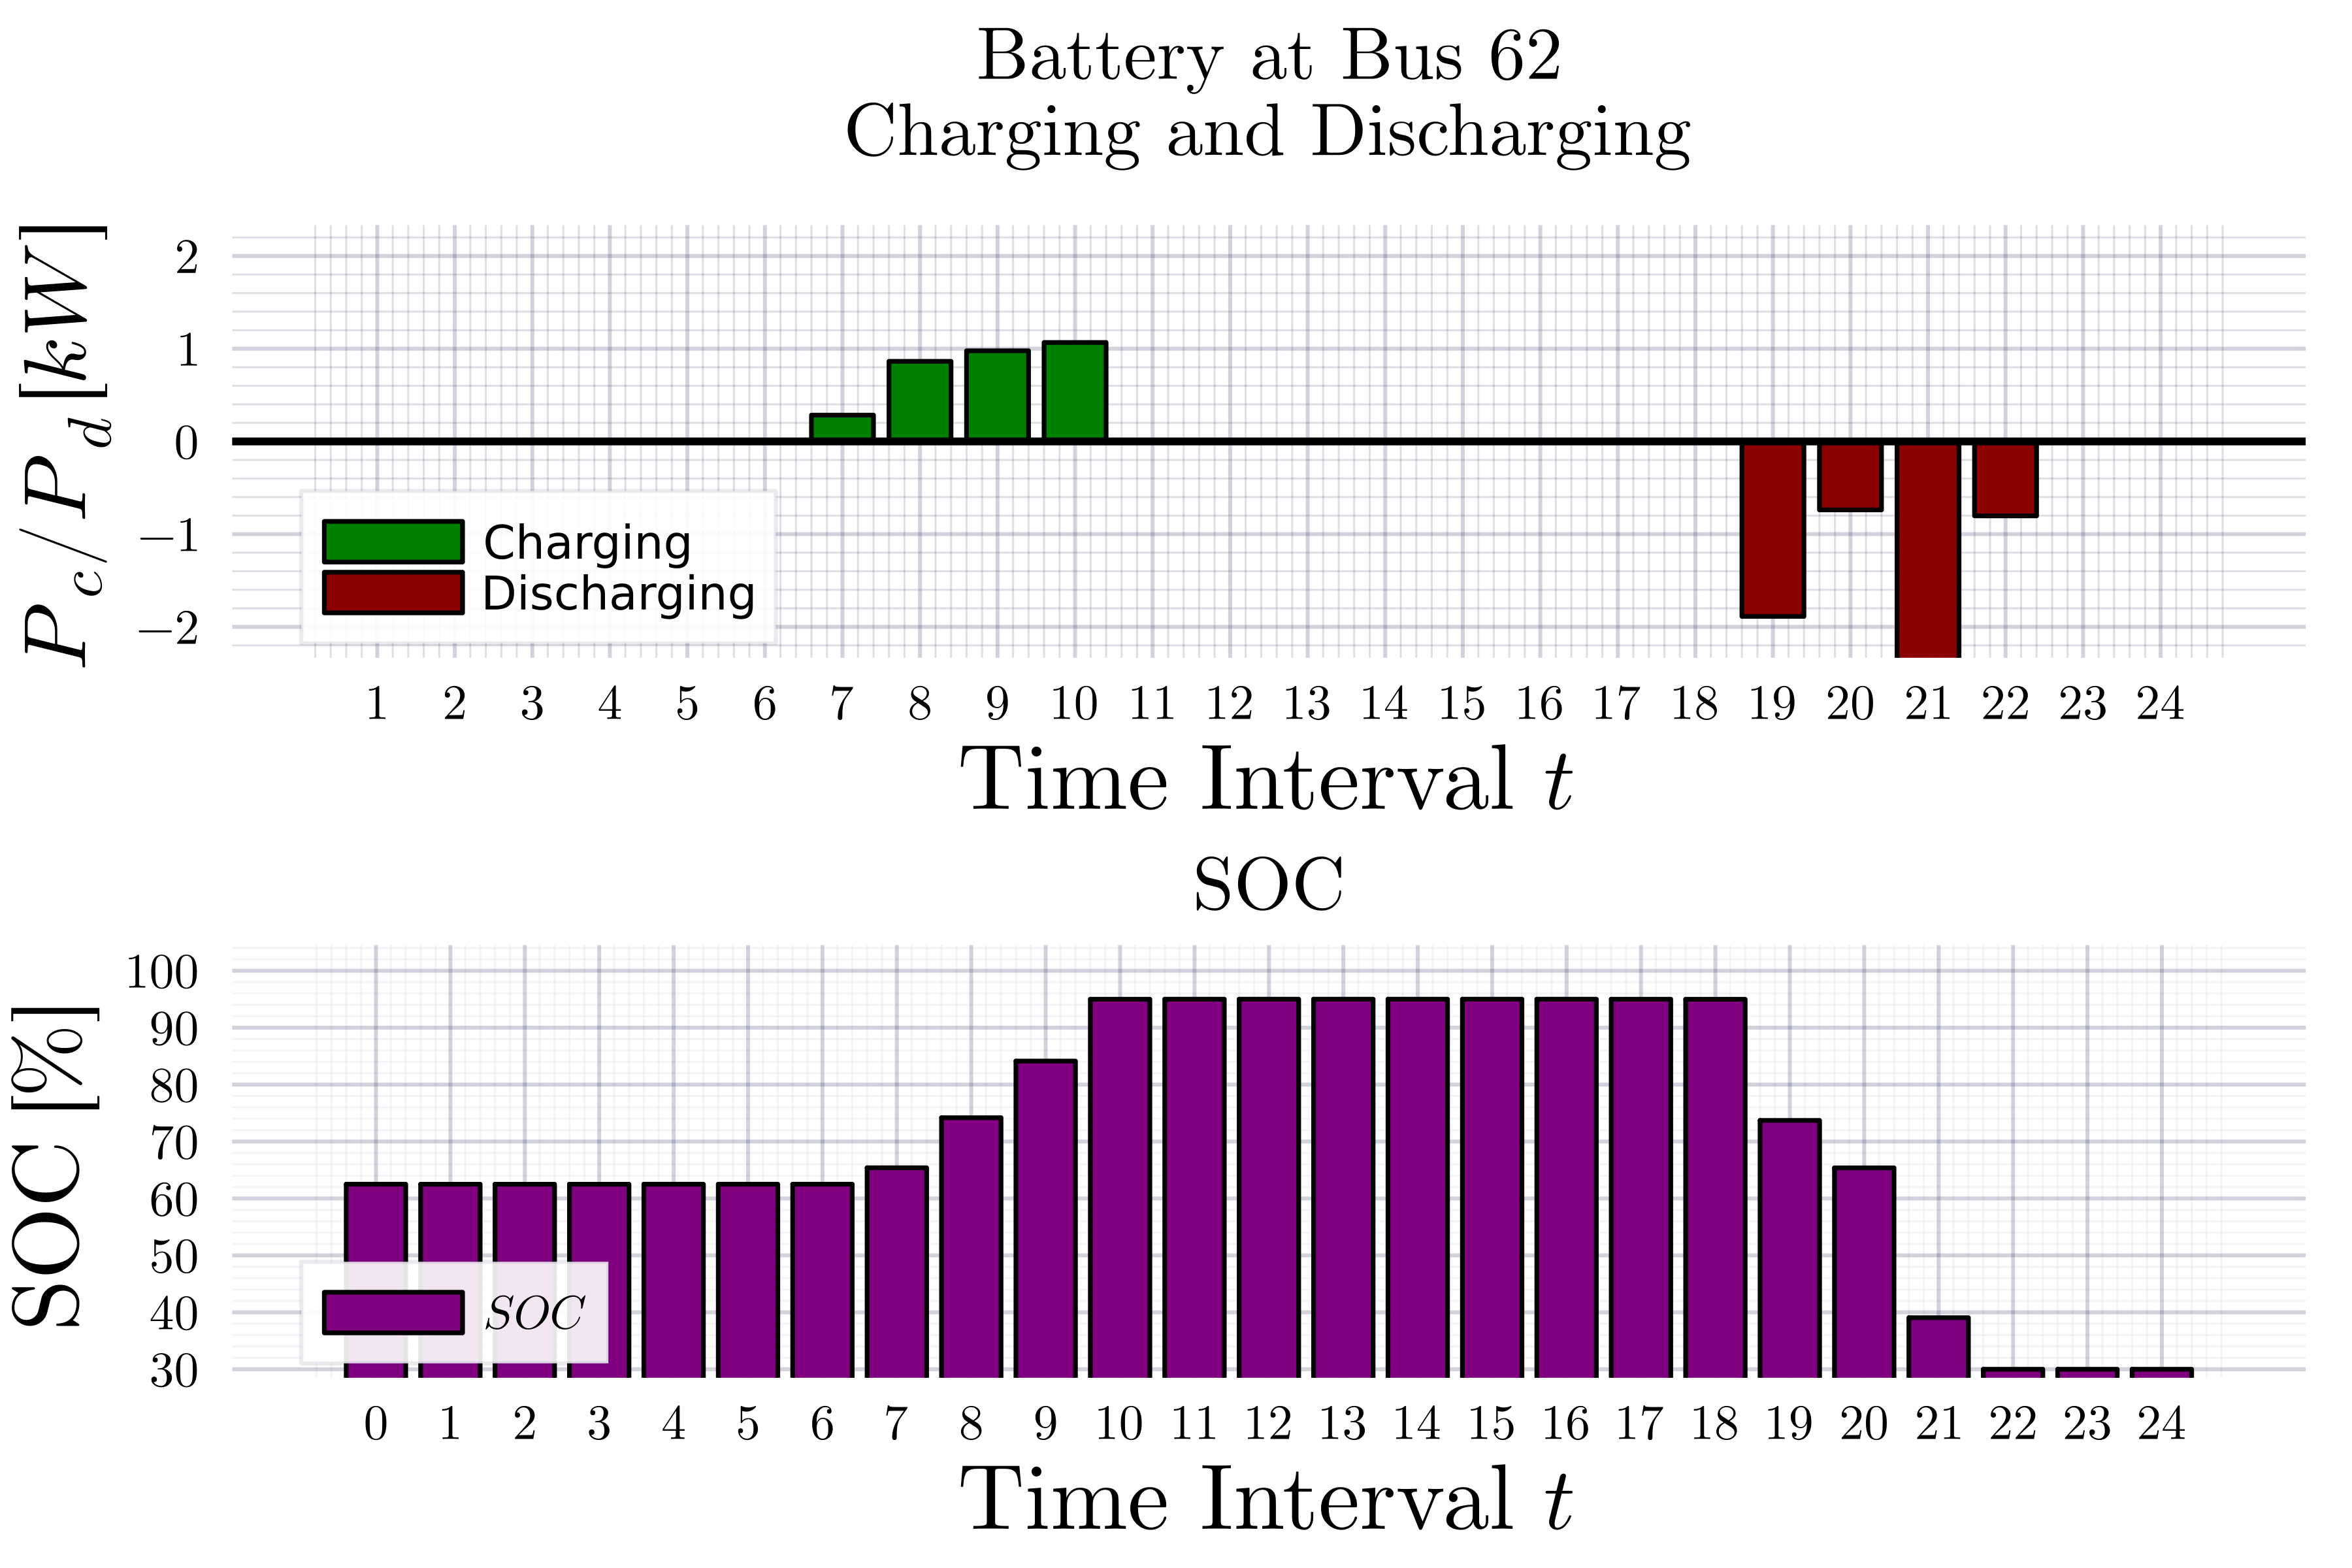 Battery at Bus 62
Charging and Discharging
P_c/P_d [kW]
2
1
0
−1
−2
Charging
Discharging
1 2 3 4 5 6 7 8 9 10 11 12 13 14 15 16 17 18 19 20 21 22 23 24
Time Interval t
SOC
SOC [%]
100
90
80
70
60
50
40
30
SOC
0 1 2 3 4 5 6 7 8 9 10 11 12 13 14 15 16 17 18 19 20 21 22 23 24
Time Interval t